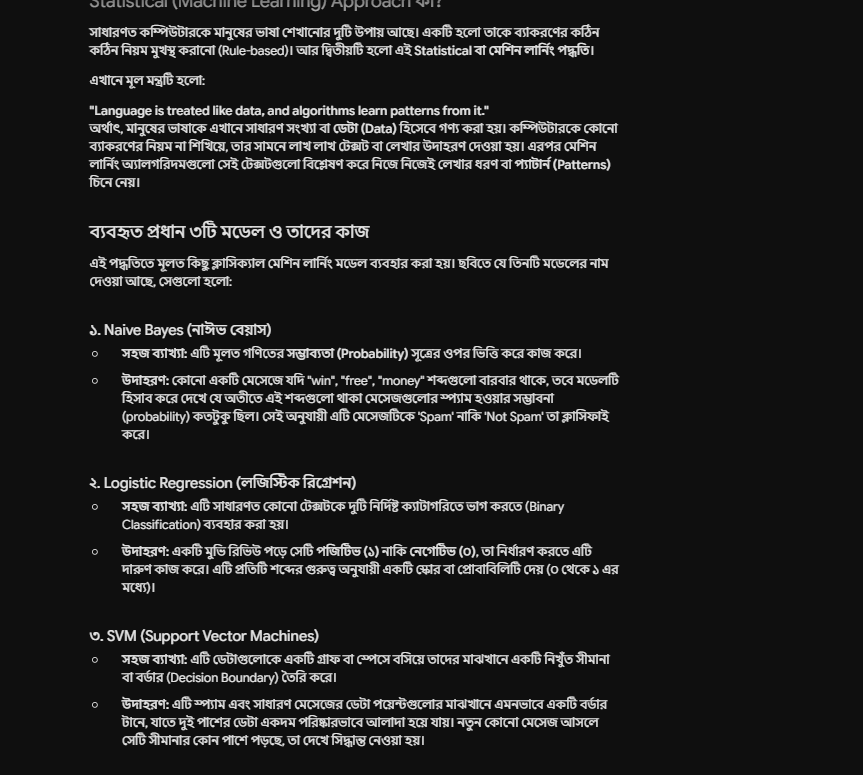 Statistical (Machine Learning) Approach কী?
সাধারণত কম্পিউটারকে মানুষের ভাষা শেখানোর দুটি উপায় আছে। একটি হলো তাকে ব্যাকরণের কঠিন
কঠিন নিয়ম মুখস্থ করানো (Rule-based)। আর দ্বিতীয়টি হলো এই Statistical বা মেশিন লার্নিং পদ্ধতি।
এখানে মূল মন্ত্রটি হলো:
"Language is treated like data, and algorithms learn patterns from it."
অর্থাৎ, মানুষের ভাষাকে এখানে সাধারণ সংখ্যা বা ডেটা (Data) হিসেবে গণ্য করা হয়। কম্পিউটারকে কোনো
ব্যাকরণের নিয়ম না শিখিয়ে, তার সামনে লাখ লাখ টেক্সট বা লেখার উদাহরণ দেওয়া হয়। এরপর মেশিন
লার্নিং অ্যালগরিদমগুলো সেই টেক্সটগুলো বিশ্লেষণ করে নিজে নিজেই লেখার ধরণ বা প্যাটার্ন (Patterns)
চিনে নেয়।
ব্যবহৃত প্রধান ৩টি মডেল ও তাদের কাজ
এই পদ্ধতিতে মূলত কিছু ক্লাসিক্যাল মেশিন লার্নিং মডেল ব্যবহার করা হয়। ছবিতে যে তিনটি মডেলের নাম
দেওয়া আছে, সেগুলো হলো:
১. Naive Bayes (নাঈভ বেয়াস)
সহজ ব্যাখ্যা: এটি মূলত গণিতের সম্ভাব্যতা (Probability) সূত্রের ওপর ভিত্তি করে কাজ করে।
উদাহরণ: কোনো একটি মেসেজে যদি "win", "free", "money" শব্দগুলো বারবার থাকে, তবে মডেলটি
হিসাব করে দেখে যে অতীতে এই শব্দগুলো থাকা মেসেজগুলোর স্প্যাম হওয়ার সম্ভাবনা
(probability) কতটুকু ছিল। সেই অনুযায়ী এটি মেসেজটিকে 'Spam' নাকি 'Not Spam' তা ক্লাসিফাই
করে।
২. Logistic Regression (লজিস্টিক রিগ্রেশন)
সহজ ব্যাখ্যা: এটি সাধারণত কোনো টেক্সটকে দুটি নির্দিষ্ট ক্যাটাগরিতে ভাগ করতে (Binary
Classification) ব্যবহার করা হয়।
উদাহরণ: একটি মুভি রিভিউ পড়ে সেটি পজিটিভ (১) নাকি নেগেটিভ (০), তা নির্ধারণ করতে এটি
দারুণ কাজ করে। এটি প্রতিটি শব্দের গুরুত্ব অনুযায়ী একটি স্কোর বা প্রোবাবিলিটি দেয় (০ থেকে ১ এর
মধ্যে)।
৩. SVM (Support Vector Machines)
সহজ ব্যাখ্যা: এটি ডেটাগুলোকে একটি গ্রাফ বা স্পেসে বসিয়ে তাদের মাঝখানে একটি নিখুঁত সীমানা
বা বর্ডার (Decision Boundary) তৈরি করে।
উদাহরণ: এটি স্প্যাম এবং সাধারণ মেসেজের ডেটা পয়েন্টগুলোর মাঝখানে এমনভাবে একটি বর্ডার
টানে, যাতে দুই পাশের ডেটা একদম পরিষ্কারভাবে আলাদা হয়ে যায়। নতুন কোনো মেসেজ আসলে
সেটি সীমানার কোন পাশে পড়ছে, তা দেখে সিদ্ধান্ত নেওয়া হয়।